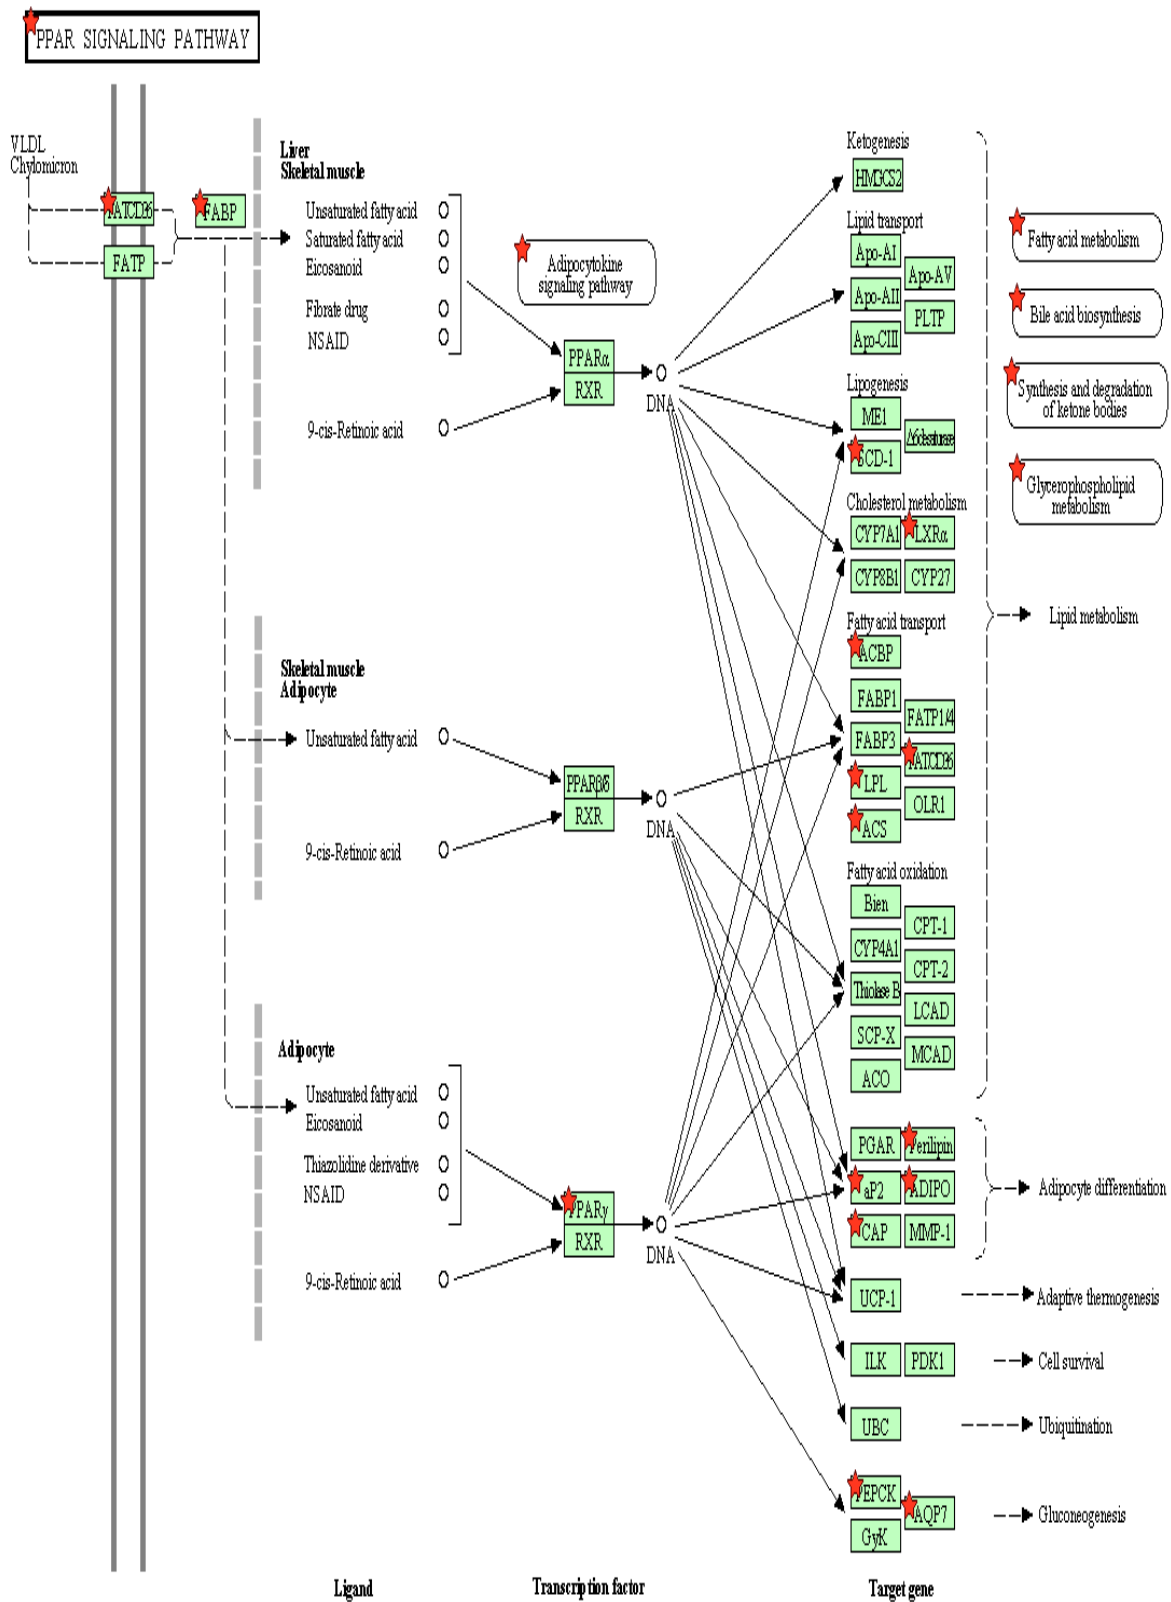 PPAR SIGNALING PATHWAY
VLDL
Chylomicron
FATCD36
FABP
FATP
Liver
Skeletal muscle
Unsaturated fatty acid
Saturated fatty acid
Eicosanoid
Fibrate drug
NSAID
9-cis-Retinoic acid
Adipocytokine
signaling pathway
PPARα
RXR
DNA
Skeletal muscle
Adipocyte
Unsaturated fatty acid
9-cis-Retinoic acid
PPARβ/δ
RXR
DNA
Adipocyte
Unsaturated fatty acid
Eicosanoid
Thiazolidine derivative
NSAID
9-cis-Retinoic acid
PPARγ
RXR
DNA
Ketogenesis
HMGCS2
Lipid transport
Apo-AI
Apo-AV
Apo-AII
PLTP
Apo-CIII
Lipogenesis
ME1
Δ6desaturase
SCD-1
Cholesterol metabolism
CYP7A1
LXRα
CYP8B1
CYP27
Fatty acid transport
ACBP
FABP1
FATP1/4
FABP3
FATCD36
LPL
OLR1
ACS
Fatty acid oxidation
Bien
CPT-1
CYP4A1
CPT-2
Thiolase B
LCAD
SCP-X
MCAD
ACO
PGAR
Perilipin
aP2
ADIPO
CAP
MMP-1
UCP-1
ILK
PDK1
UBC
PEPCK
AQP7
GyK
Fatty acid metabolism
Bile acid biosynthesis
Synthesis and degradation
of ketone bodies
Glycerophospholipid
metabolism
Lipid metabolism
Adipocyte differentiation
Adaptive thermogenesis
Cell survival
Ubiquitination
Gluconeogenesis
Ligand
Transcription factor
Target gene